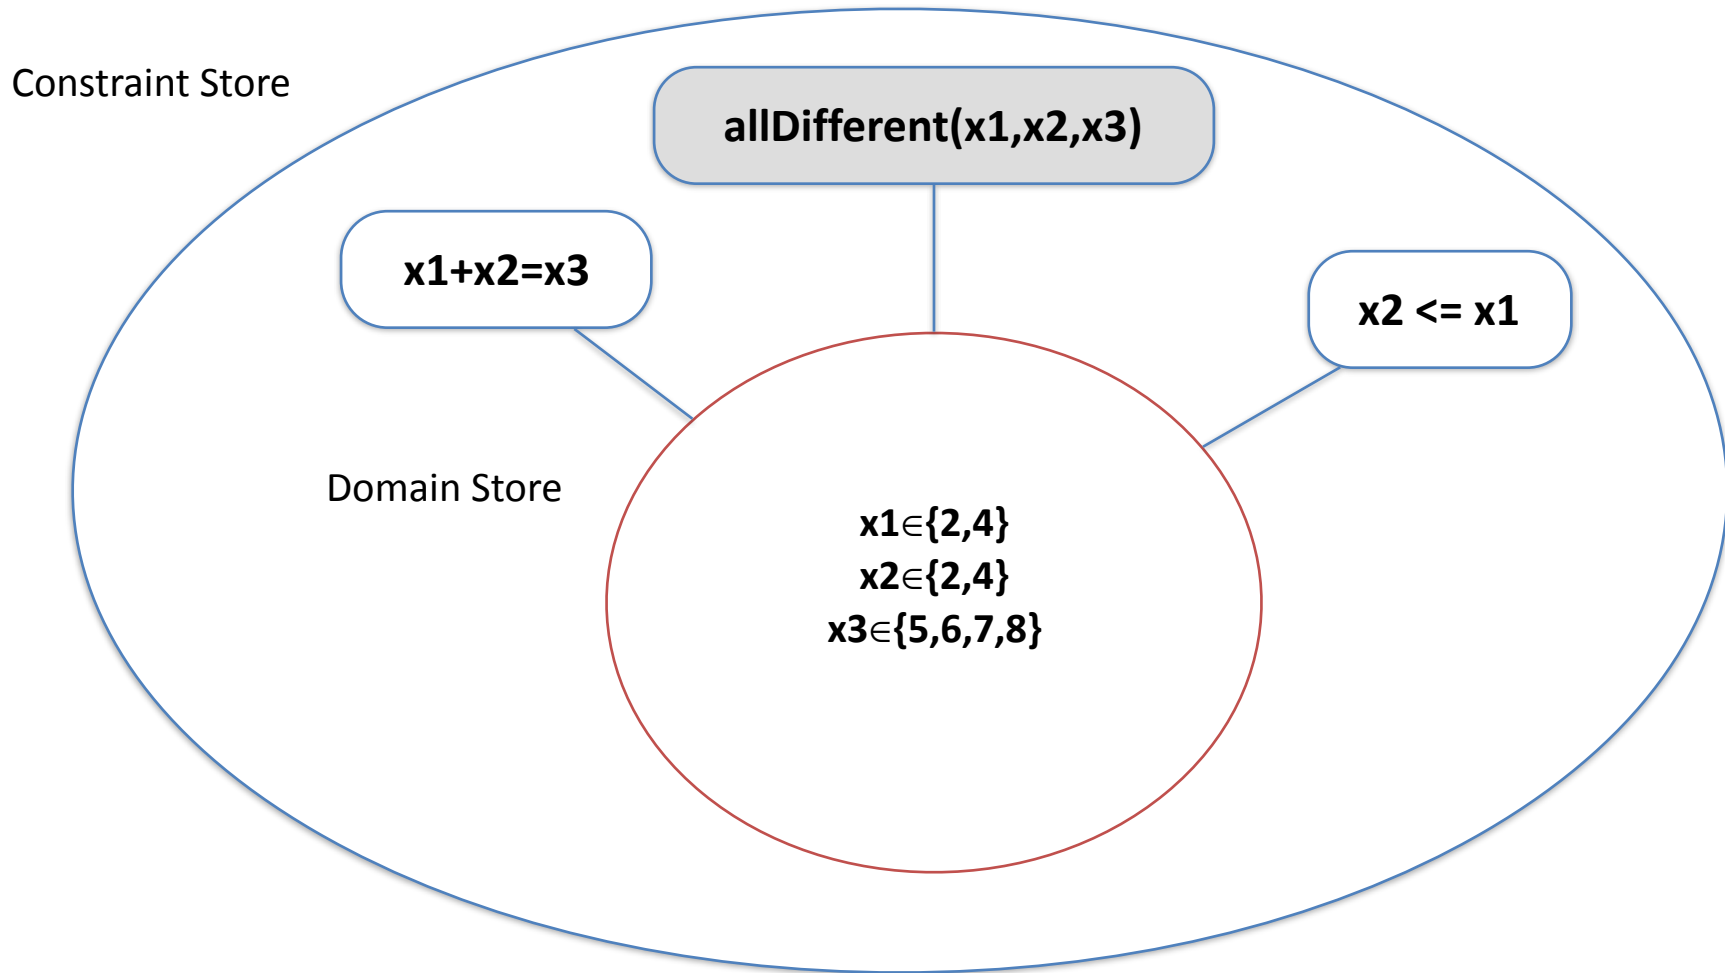 Constraint Store
allDifferent(x1,x2,x3)
x1+x2=x3
x2 <= x1
Domain Store
x1∈{2,4}
x2∈{2,4}
x3∈{5,6,7,8}